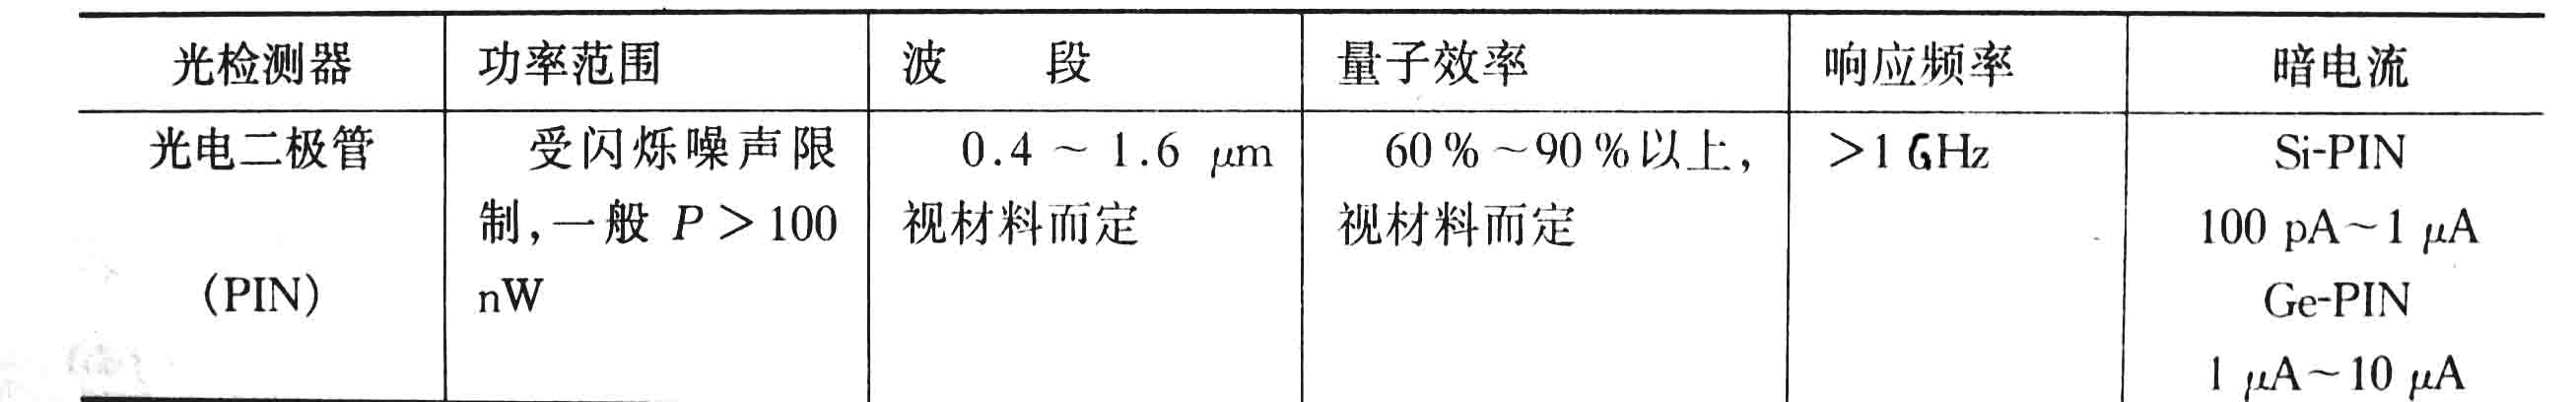 光检测器 功率范围 波 段 量子效率 响应频率 暗电流
光电二极管 受闪烁噪声限 0.4 ~ 1.6 μm 60%~90%以上, >1 GHz Si-PIN
制,一般 P > 100 视材料而定 视材料而定 100 pA~1 μA
(PIN) nW Ge-PIN
1 μA~10 μA